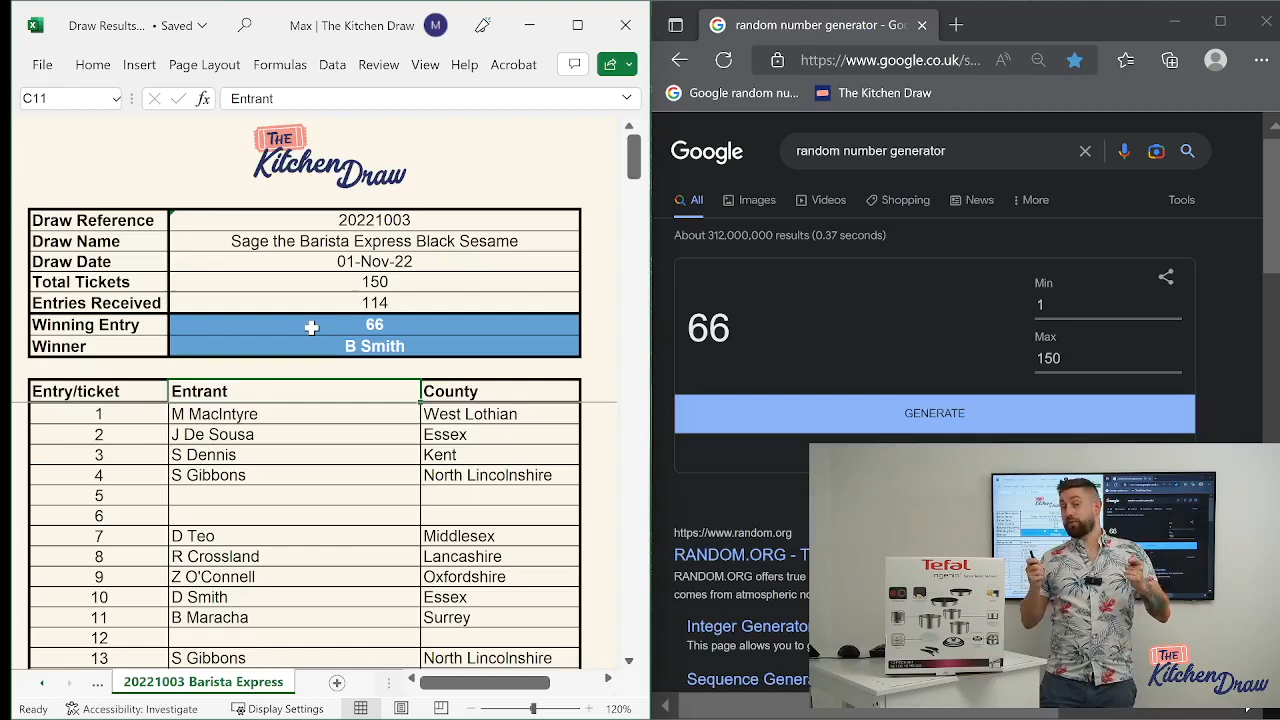 Draw Results... • Saved
Max | The Kitchen Draw
M
File Home Insert Page Layout Formulas Data Review View Help Acrobat
C11
fx
Entrant
THE
Kitchen Draw
Draw Reference 20221003
Draw Name Sage the Barista Express Black Sesame
Draw Date 01-Nov-22
Total Tickets 150
Entries Received 114
Winning Entry 66
Winner B Smith
Entry/ticket Entrant County
1 M MacIntyre West Lothian
2 J De Sousa Essex
3 S Dennis Kent
4 S Gibbons North Lincolnshire
5
6
7 D Teo Middlesex
8 R Crossland Lancashire
9 Z O'Connell Oxfordshire
10 D Smith Essex
11 B Maracha Surrey
12
13 S Gibbons North Lincolnshire
... 20221003 Barista Express
Ready Accessibility: Investigate Display Settings 120%
random number generator - Goo
https://www.google.co.uk/s...
Google random nu... The Kitchen Draw
Google
random number generator
All Images Videos Shopping News More Tools
About 312,000,000 results (0.37 seconds)
66
Min
1
Max
150
GENERATE
https://www.random.org
RANDOM.ORG - T
RANDOM.ORG offers true
comes from atmospheric no
Integer Generato
This page allows you to g
Sequence Genera
Tefal
ingenio
THE
Kitchen Draw